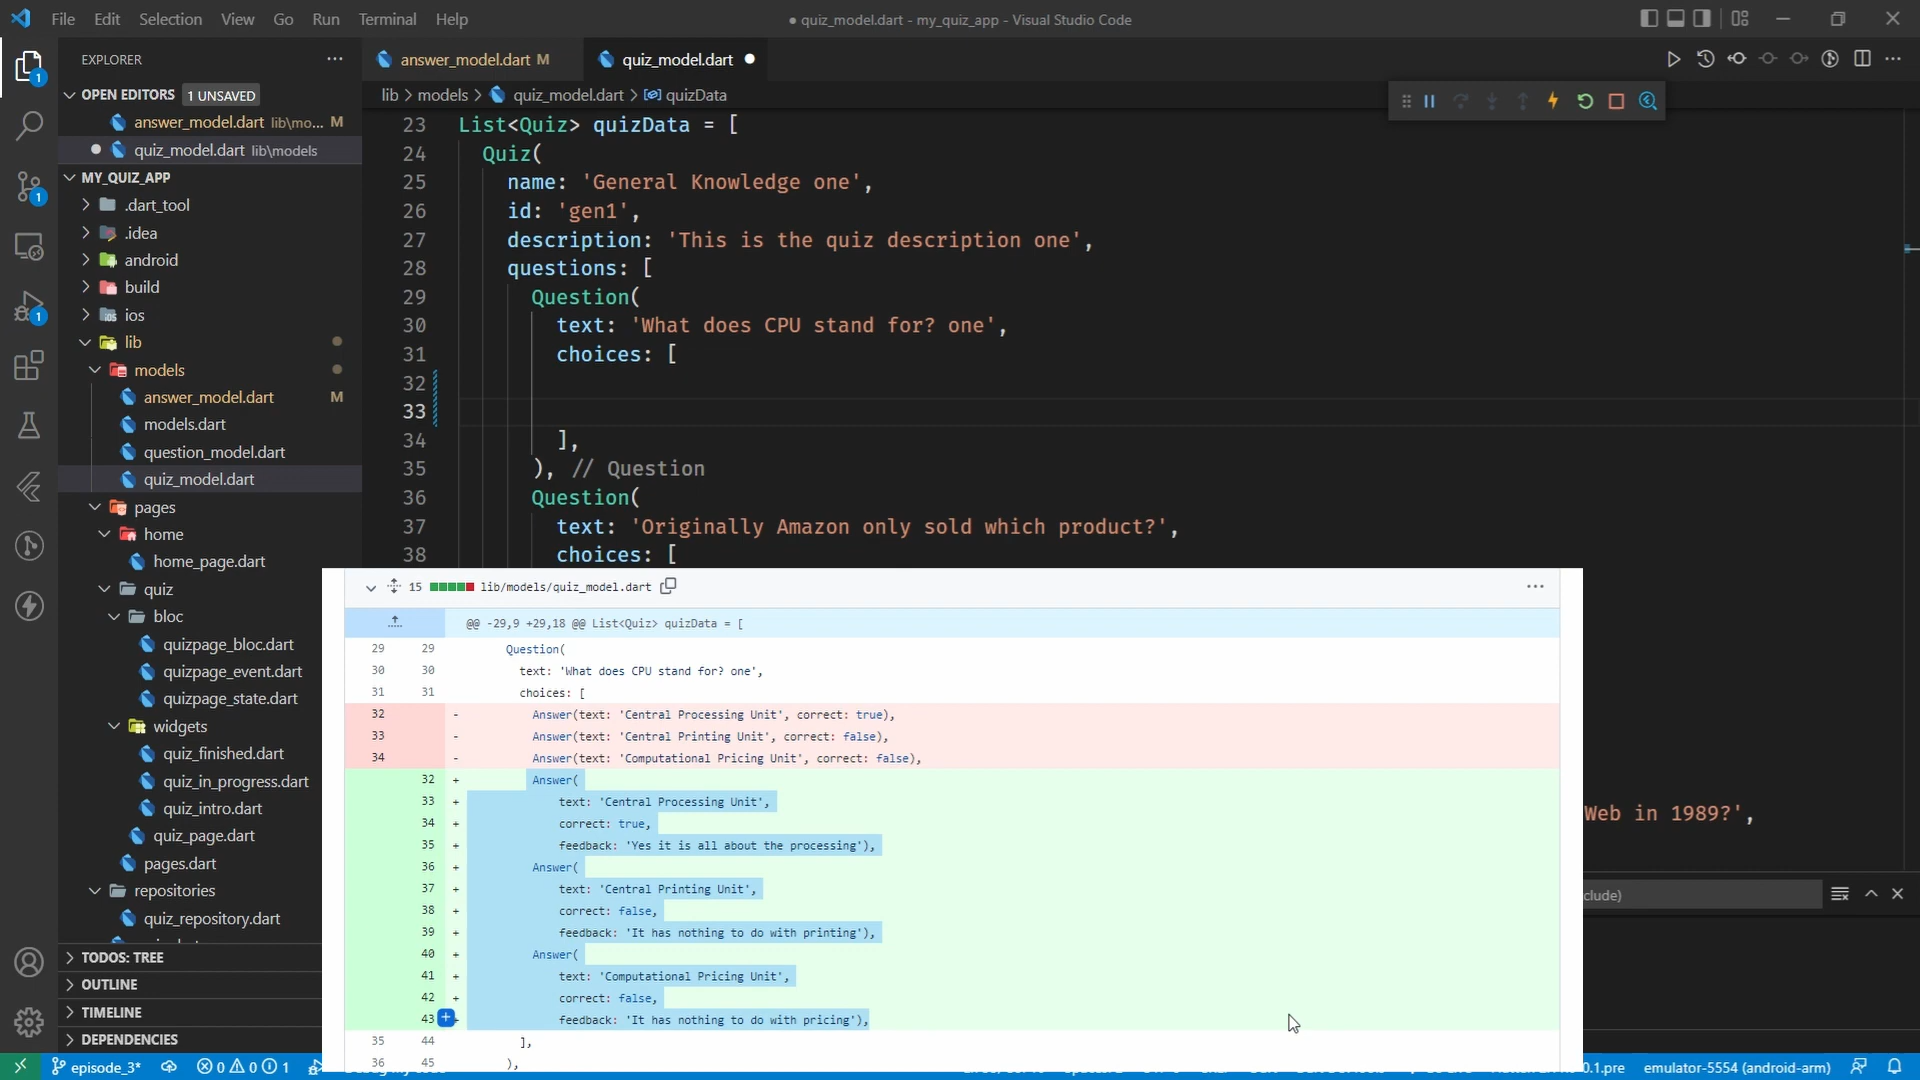 File Edit Selection View Go Run Terminal Help
● quiz_model.dart - my_quiz_app - Visual Studio Code
EXPLORER
OPEN EDITORS 1 UNSAVED
answer_model.dart lib\mo... M
quiz_model.dart lib\models
MY_QUIZ_APP
.dart_tool
.idea
android
build
ios
lib
models
answer_model.dart M
models.dart
question_model.dart
quiz_model.dart
pages
home
home_page.dart
quiz
bloc
quizpage_bloc.dart
quizpage_event.dart
quizpage_state.dart
widgets
quiz_finished.dart
quiz_in_progress.dart
quiz_intro.dart
quiz_page.dart
pages.dart
repositories
quiz_repository.dart
TODOS: TREE
OUTLINE
TIMELINE
DEPENDENCIES
answer_model.dart M
quiz_model.dart
lib > models > quiz_model.dart > quizData
23 List<Quiz> quizData = [
24 Quiz(
25 name: 'General Knowledge one',
26 id: 'gen1',
27 description: 'This is the quiz description one',
28 questions: [
29 Question(
30 text: 'What does CPU stand for? one',
31 choices: [
32
33
34 ],
35 ), // Question
36 Question(
37 text: 'Originally Amazon only sold which product?',
38 choices: [
Web in 1989?',
clude)
15 lib/models/quiz_model.dart
@@ -29,9 +29,18 @@ List<Quiz> quizData = [
29 29 Question(
30 30 text: 'What does CPU stand for? one',
31 31 choices: [
32 - Answer(text: 'Central Processing Unit', correct: true),
33 - Answer(text: 'Central Printing Unit', correct: false),
34 - Answer(text: 'Computational Pricing Unit', correct: false),
32 + Answer(
33 + text: 'Central Processing Unit',
34 + correct: true,
35 + feedback: 'Yes it is all about the processing'),
36 + Answer(
37 + text: 'Central Printing Unit',
38 + correct: false,
39 + feedback: 'It has nothing to do with printing'),
40 + Answer(
41 + text: 'Computational Pricing Unit',
42 + correct: false,
43 + feedback: 'It has nothing to do with pricing'),
35 44 ],
36 45 ),
episode_3* 0 0 1
0.1.pre emulator-5554 (android-arm)